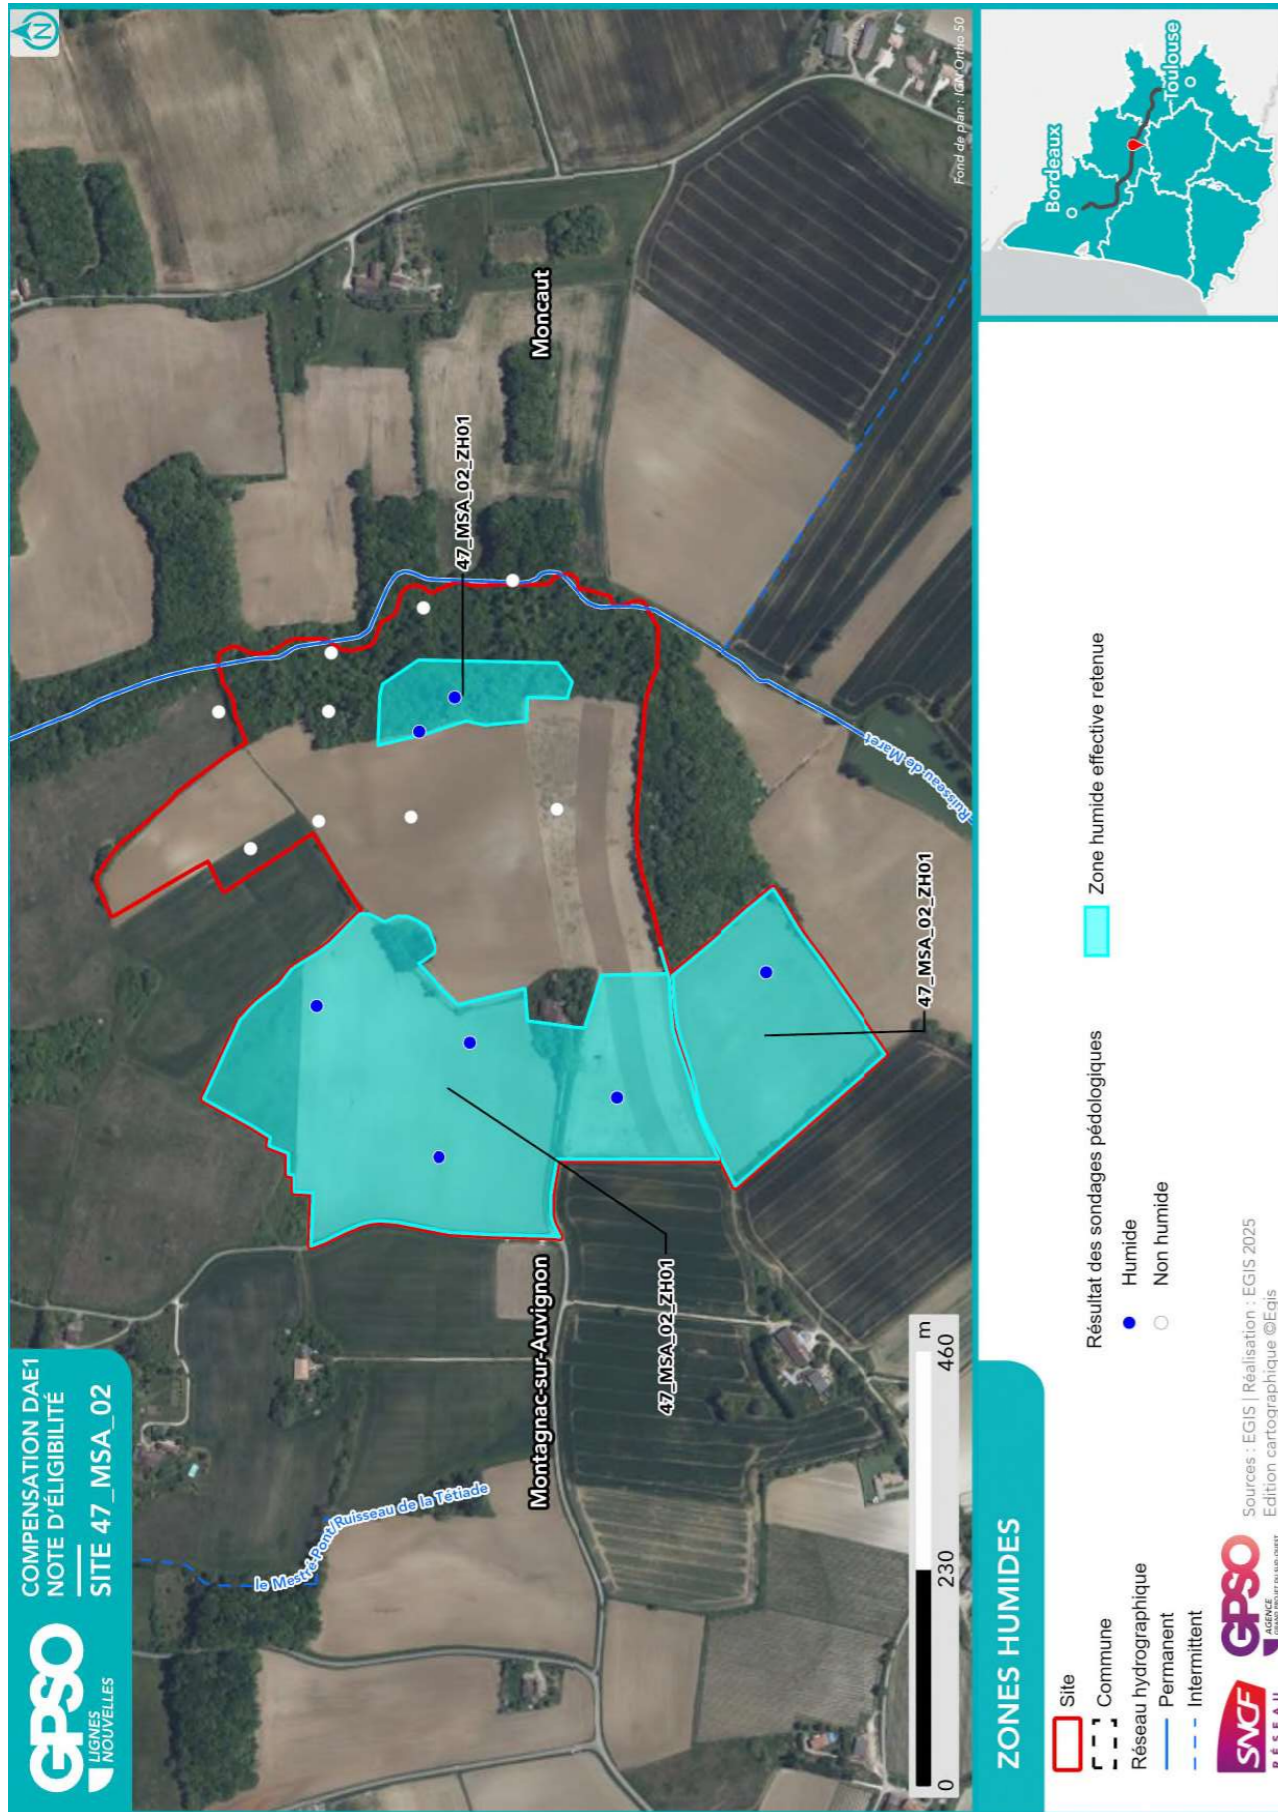 GPSO
LIGNES
NOUVELLES
COMPENSATION DAE1
NOTE D'ÉLIGIBILITÉ
SITE 47_MSA_02
N
le Mestré-Pont/Ruisseau de la Tétiade
Montagnac-sur-Auvignon
47_MSA_02_ZH01
47_MSA_02_ZH01
47_MSA_02_ZH01
Moncaut
Ruisseau de Maret
Fond de plan : IGN Ortho 50
0 230 460
m
ZONES HUMIDES
Site
Commune
Réseau hydrographique
Permanent
Intermittent
Résultat des sondages pédologiques
Humide
Non humide
Zone humide effective retenue
SNCF
RÉSEAU
GPSO
AGENCE
Sources : EGIS | Réalisation : EGIS 2025
Edition cartographique ©Egis
Bordeaux
Toulouse